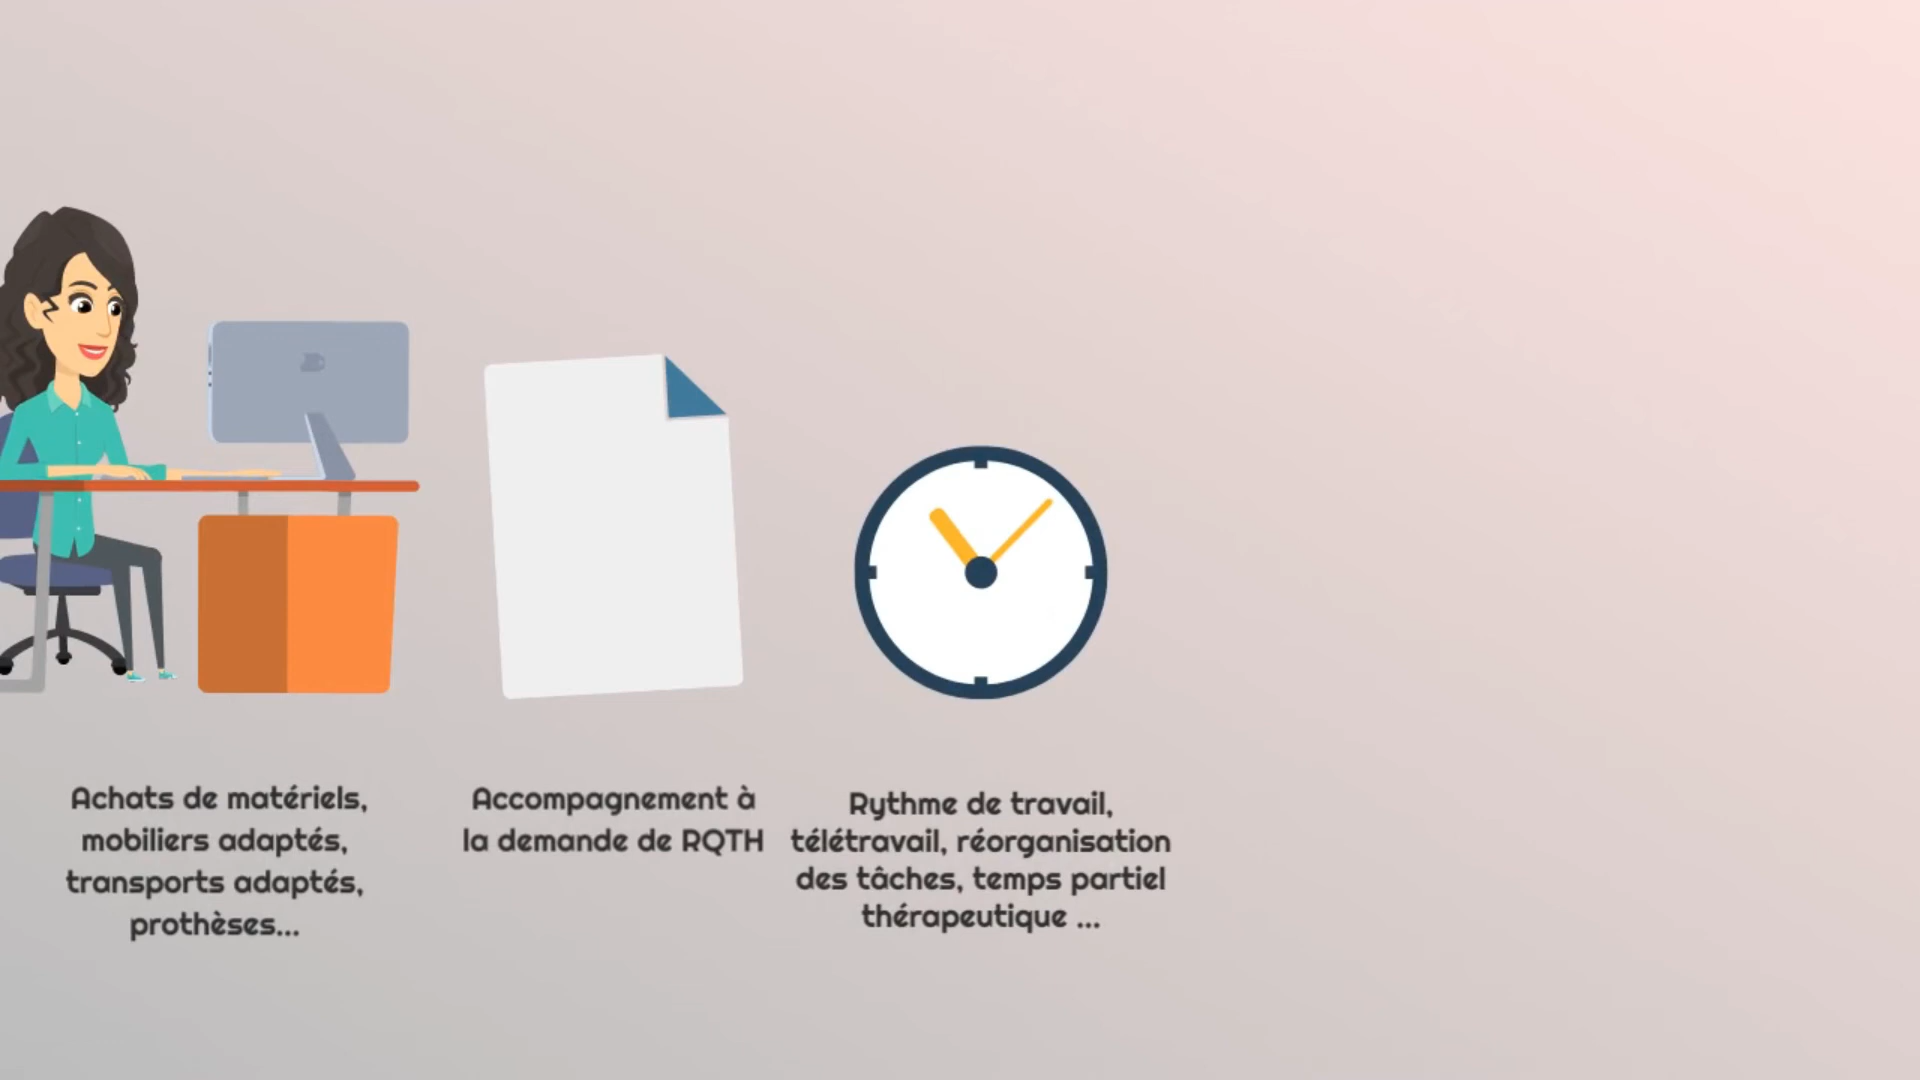 Achats de matériels,
mobiliers adaptés,
transports adaptés,
prothèses...
Accompagnement à
la demande de RQTH
Rythme de travail,
télétravail, réorganisation
des tâches, temps partiel
thérapeutique ...